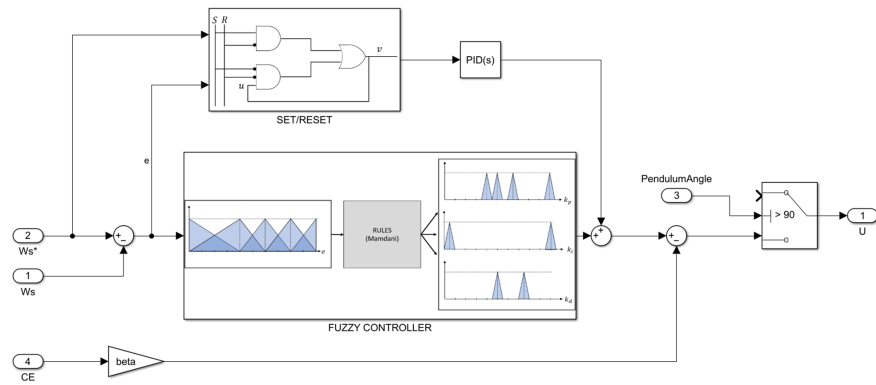 S R
v
u
SET/RESET
PID(s)
e
PendulumAngle
3
> 90
1
U
k_p
RULES
(Mamdani)
e
k_i
k_d
FUZZY CONTROLLER
2
Ws*
1
Ws
4
CE
beta
+
−
+
+
+
−